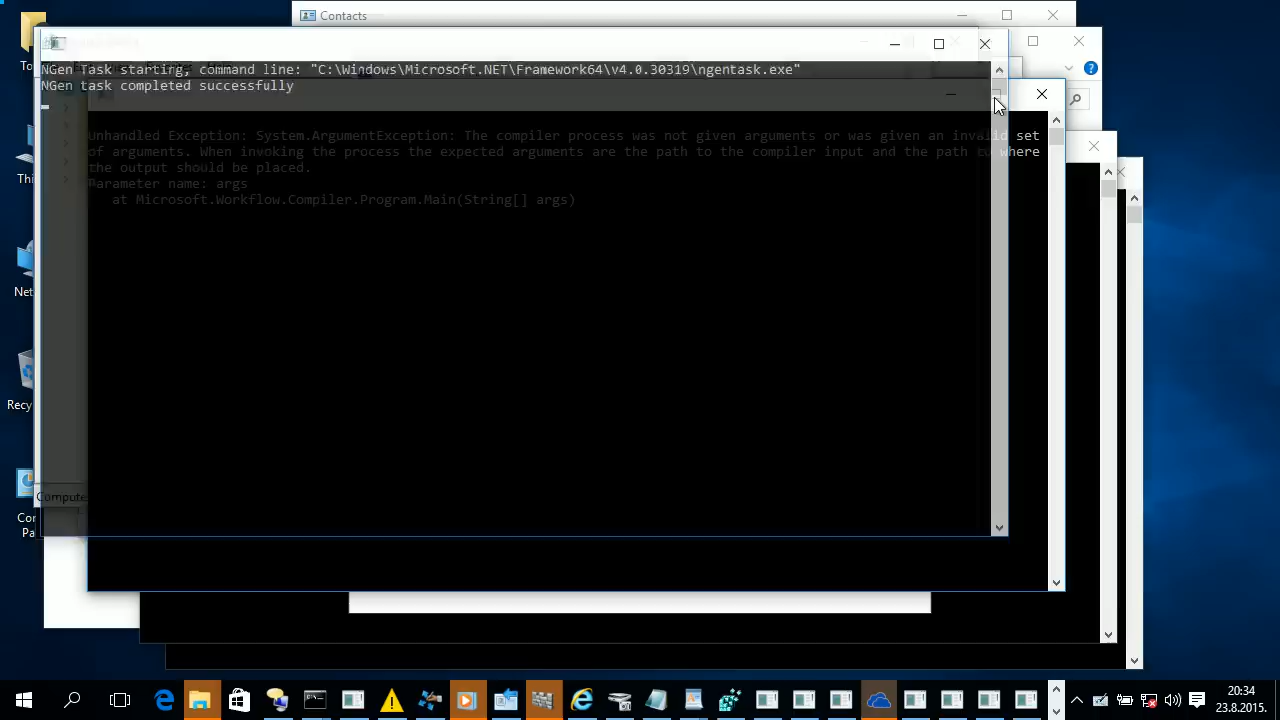 Contacts
NGen Task starting, command line: "C:\Windows\Microsoft.NET\Framework64\v4.0.30319\ngentask.exe"
NGen task completed successfully
Unhandled Exception: System.ArgumentException: The compiler process was not given arguments or was given an invalid set
of arguments. When invoking the process the expected arguments are the path to the compiler input and the path to where
the output should be placed.
Parameter name: args
at Microsoft.Workflow.Compiler.Program.Main(String[] args)
To
Thi
Net
Recy
Compute
Con
Pa
20:34
23.8.2015.